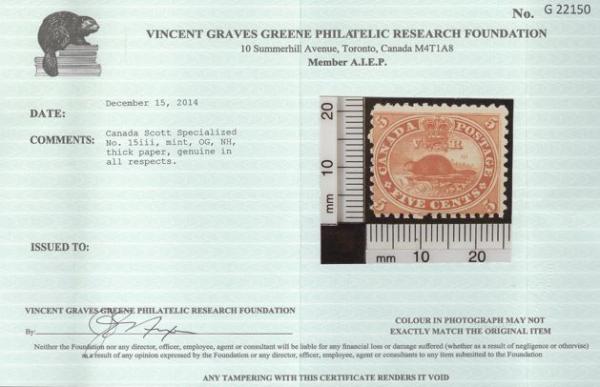 No. G 22150
VINCENT GRAVES GREENE PHILATELIC RESEARCH FOUNDATION
10 Summerhill Avenue, Toronto, Canada M4T1A8
Member A.I.E.P.
DATE:
December 15, 2014
COMMENTS:
Canada Scott Specialized
No. 15iii, mint, OG, NH,
thick paper, genuine in
all respects.
20
10
mm
5 5
CANADA POSTAGE
V R
FIVE CENTS
5 5
mm 10 20
ISSUED TO:
VINCENT GRAVES GREENE PHILATELIC RESEARCH FOUNDATION
By:
COLOUR IN PHOTOGRAPH MAY NOT
EXACTLY MATCH THE ORIGINAL ITEM
Neither the Foundation nor any director, officer, employee, agent or consultant will be liable for any financial loss or damage suffered (whether as a result of negligence or otherwise)
as a result of any opinion expressed by the Foundation or any director, officer, employee, agent or consultants to any item submitted to the Foundation
ANY TAMPERING WITH THIS CERTIFICATE RENDERS IT VOID